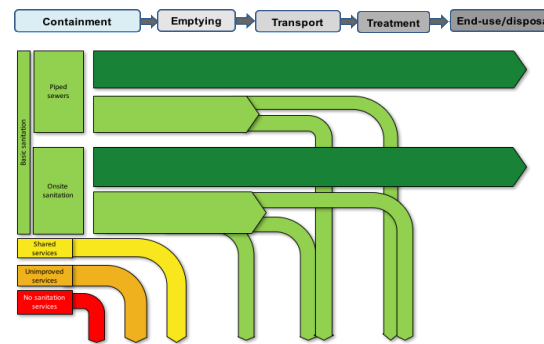 Containment
Emptying
Transport
Treatment
End-use/disposa
Basic sanitation
Piped
sewers
Onsite
sanitation
Shared
services
Unimproved
services
No sanitation
services